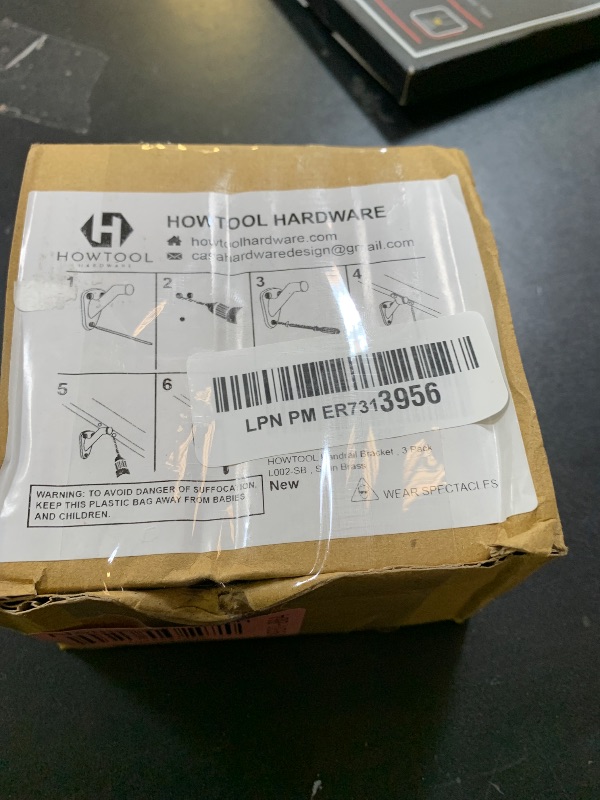 HOWTOOL HARDWARE
howtoolhardware.com
casahardwaredesign@gmail.com
HOWTOOL
HARDWARE
1
2
3
4
5
6
LPN PM ER7313956
HOWTOOL Handrail Bracket , 3 Pack
L002-SB , Satin Brass
New
WARNING: TO AVOID DANGER OF SUFFOCATION,
KEEP THIS PLASTIC BAG AWAY FROM BABIES
AND CHILDREN.
WEAR SPECTACLES